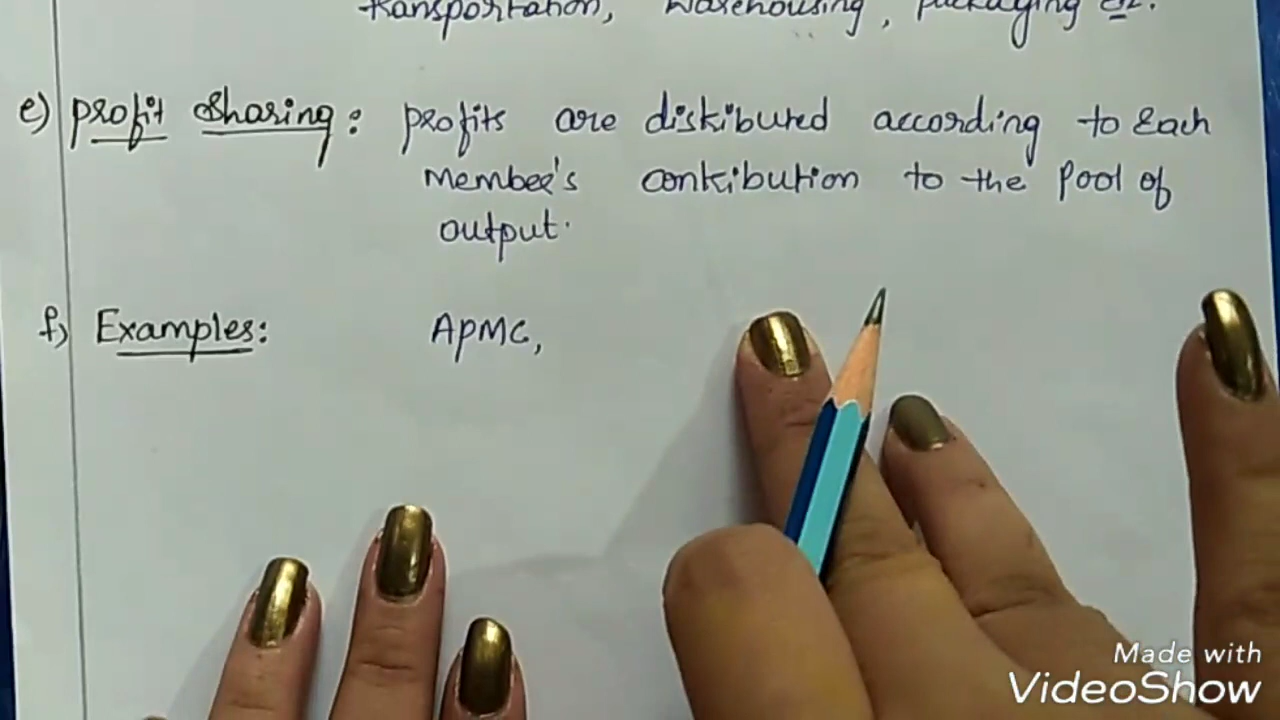 transportation, warehousing, packaging etc.
e) profit sharing: profits are distributed according to Each
member's contribution to the pool of
output.
f) Examples: APMC,
Made with
VideoShow